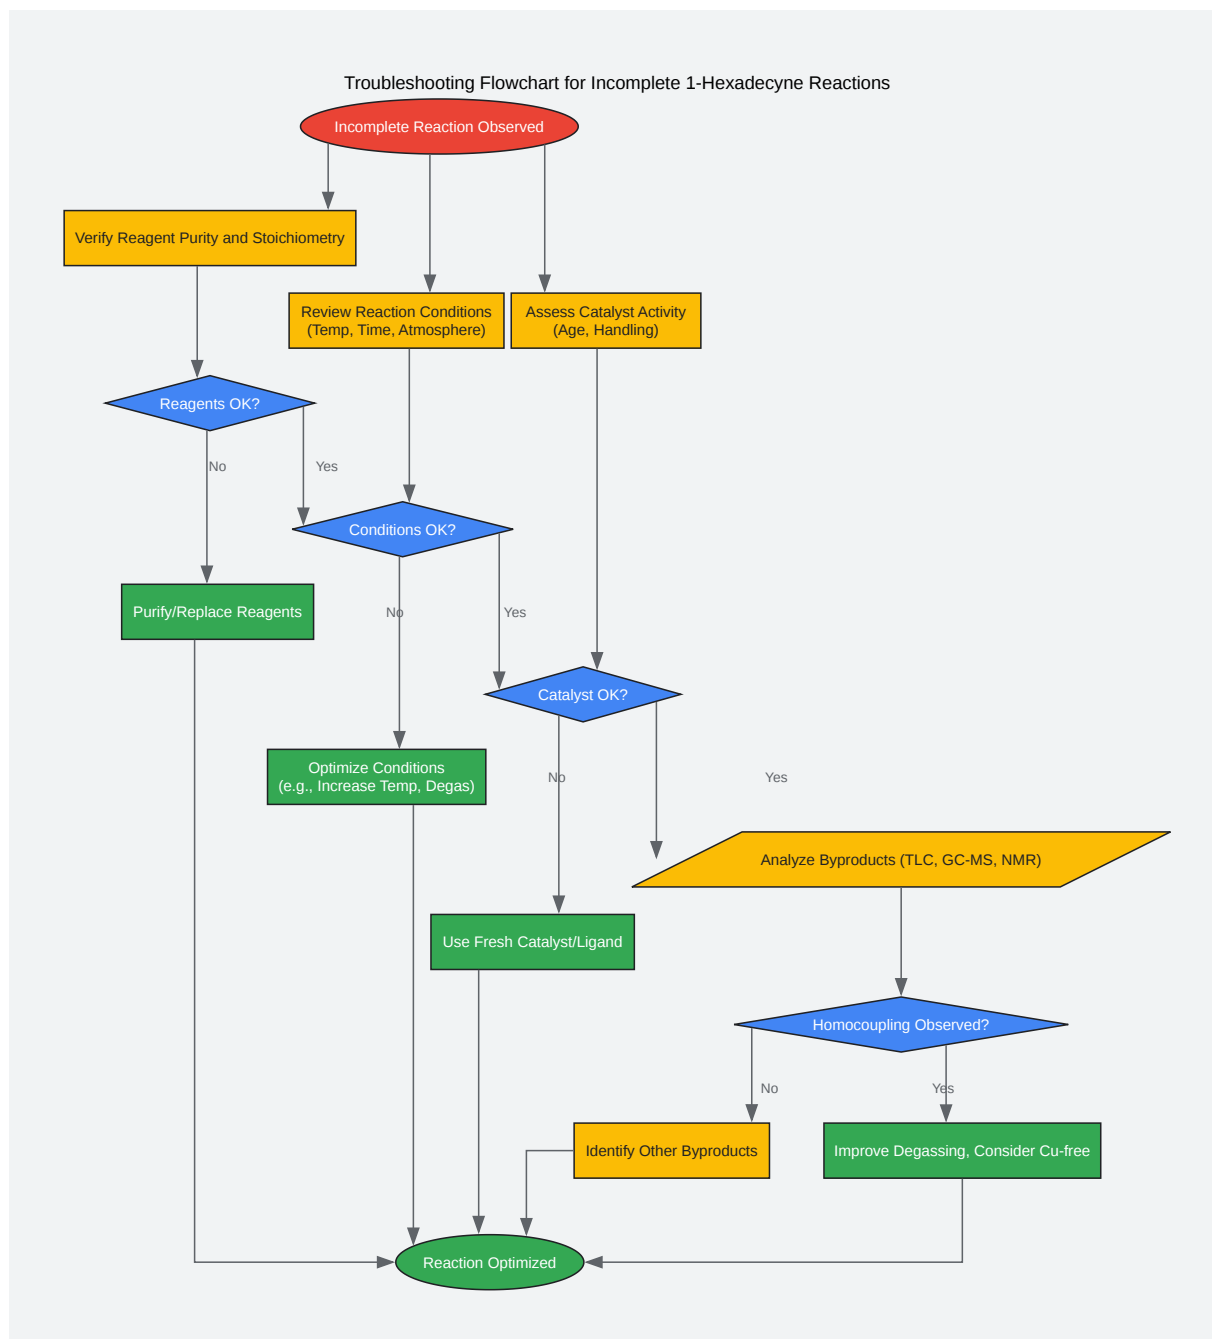 Troubleshooting Flowchart for Incomplete 1-Hexadecyne Reactions
Incomplete Reaction Observed
Verify Reagent Purity and Stoichiometry
Review Reaction Conditions
(Temp, Time, Atmosphere)
Assess Catalyst Activity
(Age, Handling)
Reagents OK?
No
Yes
Conditions OK?
Purify/Replace Reagents
No
Yes
Catalyst OK?
Optimize Conditions
(e.g., Increase Temp, Degas)
No
Yes
Analyze Byproducts (TLC, GC-MS, NMR)
Use Fresh Catalyst/Ligand
Homocoupling Observed?
No
Yes
Identify Other Byproducts
Improve Degassing, Consider Cu-free
Reaction Optimized